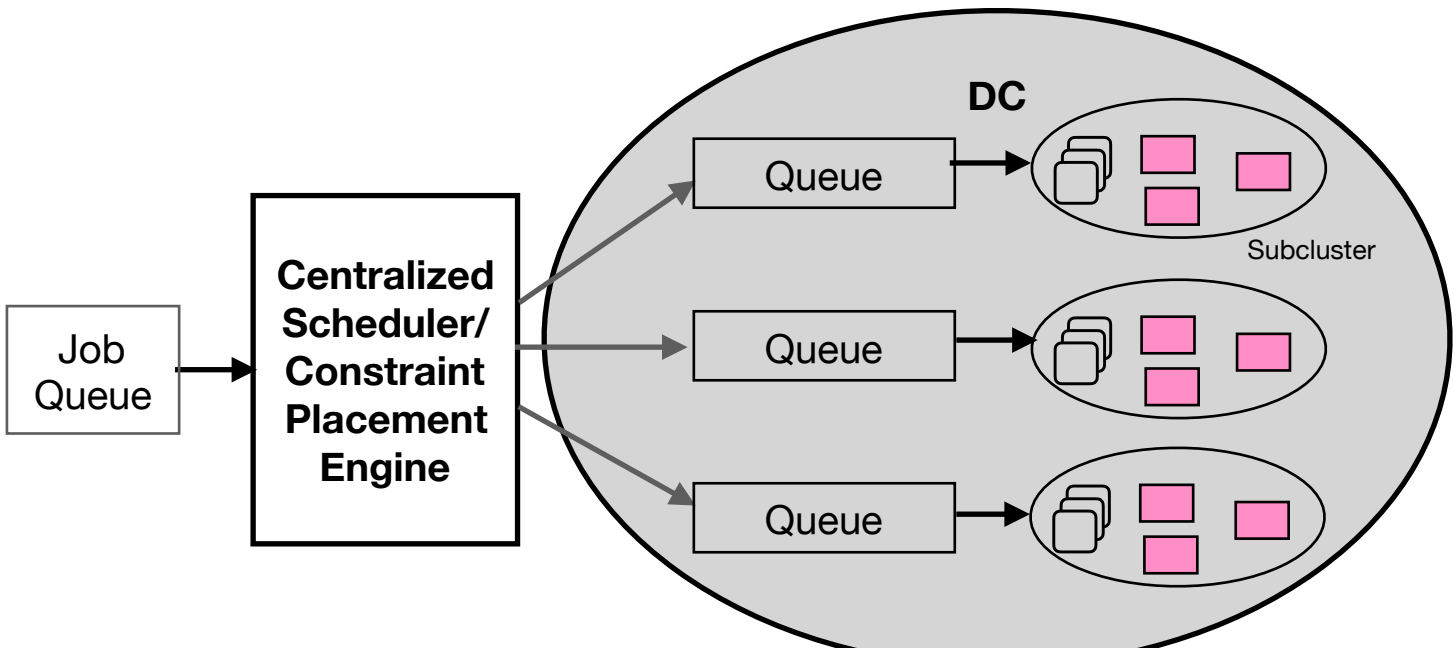 Job
Queue
Centralized
Scheduler/
Constraint
Placement
Engine
DC
Queue
Subcluster
Queue
Queue